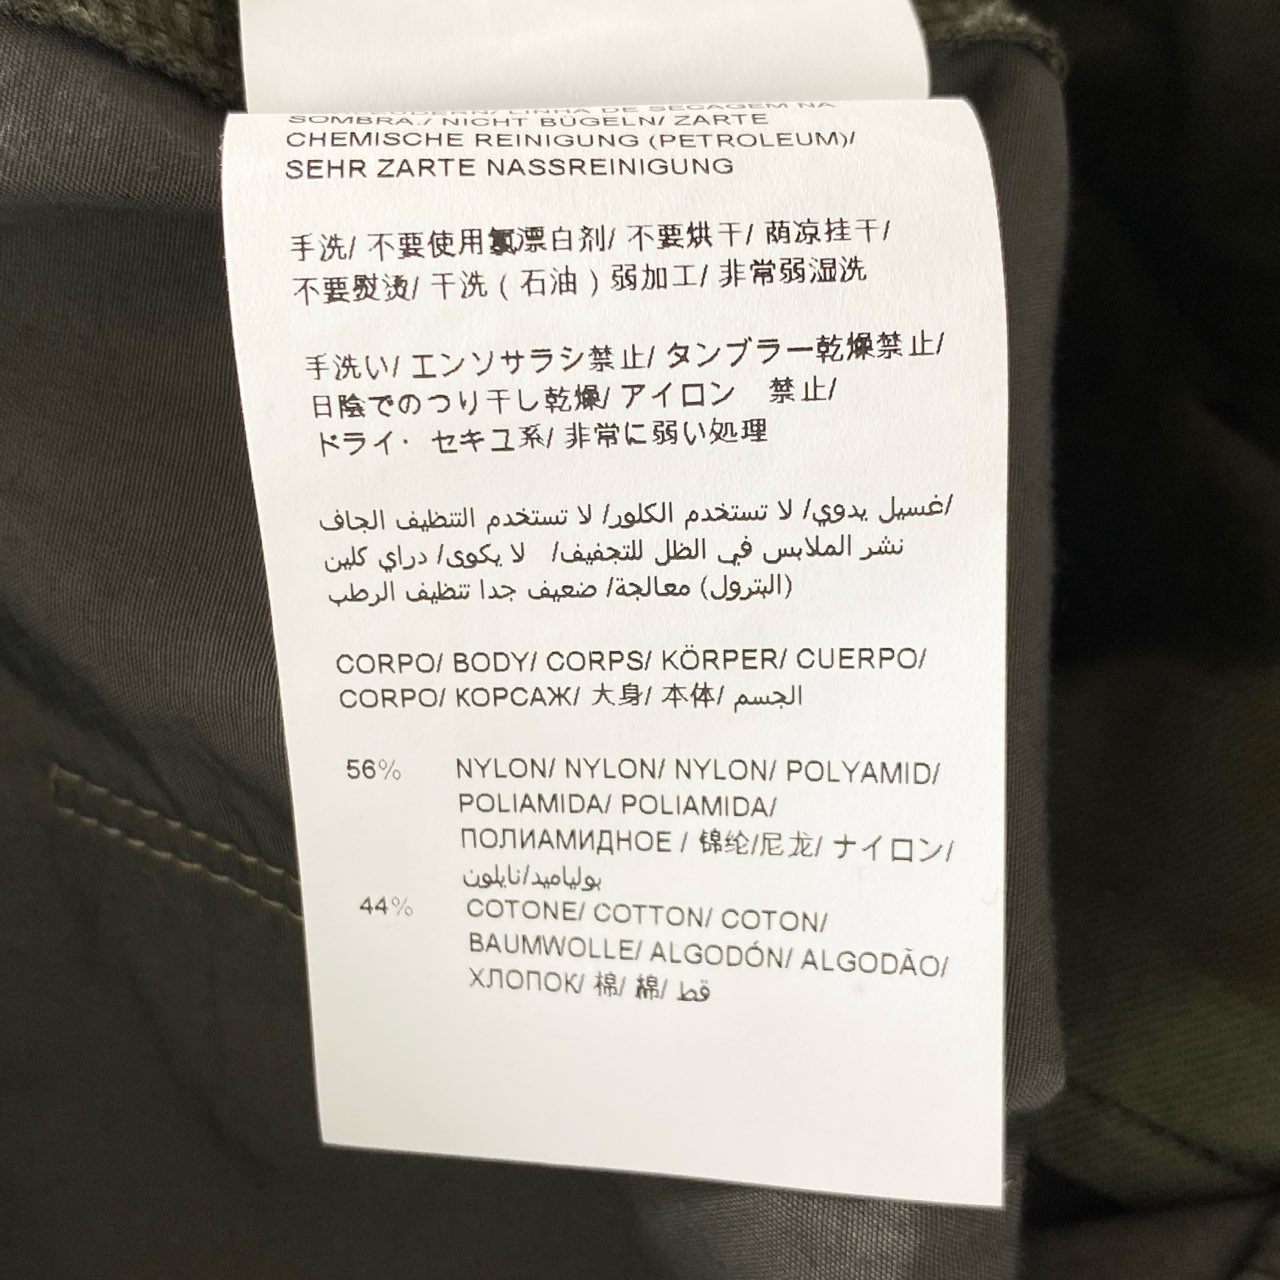 LINHA DE SECAGEM NA
SOMBRA./ NICHT BÜGELN/ ZARTE
CHEMISCHE REINIGUNG (PETROLEUM)/
SEHR ZARTE NASSREINIGUNG
手洗/ 不要使用氯漂白剂/ 不要烘干/ 荫凉挂干/
不要熨烫/ 干洗 ( 石油 ) 弱加工/ 非常弱湿洗
手洗い/ エンソサラシ禁止/ タンブラー乾燥禁止/
日陰でのつり干し乾燥/ アイロン　禁止/
ドライ・ セキユ系/ 非常に弱い処理
غسيل يدوي/ لا تستخدم الكلور/ لا تستخدم التنظيف الجاف/
نشر الملابس في الظل للتجفيف/ لا يكوى/ دراي كلين
(البترول) معالجة/ ضعيف جدا تنظيف الرطب
CORPO/ BODY/ CORPS/ KÖRPER/ CUERPO/
CORPO/ КОРСАЖ/ 大身/ 本体/ الجسم
56% NYLON/ NYLON/ NYLON/ POLYAMID/
POLIAMIDA/ POLIAMIDA/
ПОЛИАМИДНОЕ / 锦纶/尼龙/ ナイロン/
بولياميد/نايلون
44% COTONE/ COTTON/ COTON/
BAUMWOLLE/ ALGODÓN/ ALGODÃO/
ХЛОПОК/ 棉/ 綿/ قط